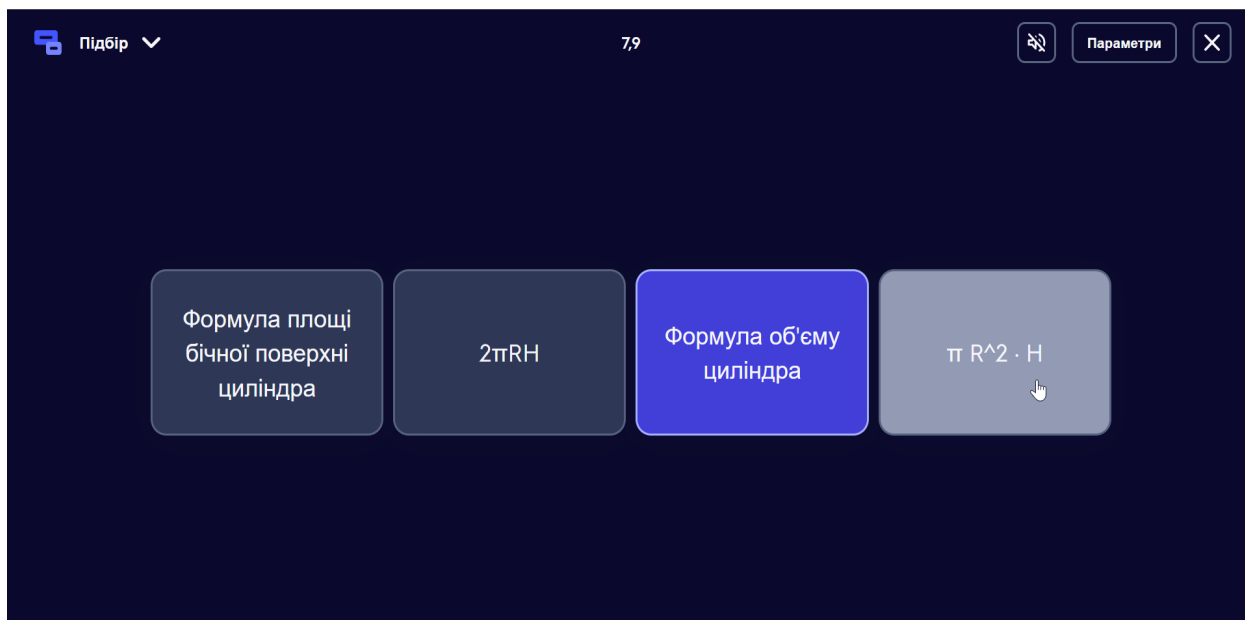 Підбір
7,9
Параметри
Формула площі
бічної поверхні
циліндра
2πRH
Формула об'єму
циліндра
π R^2 · H